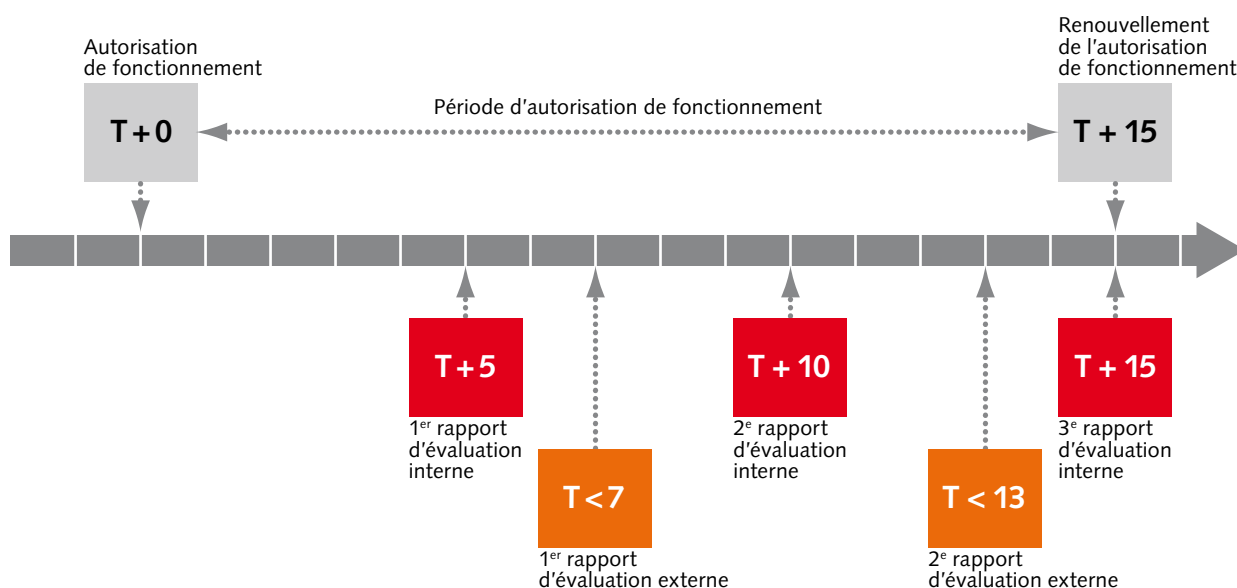 Autorisation
de fonctionnement
T + 0
Période d'autorisation de fonctionnement
Renouvellement
de l'autorisation
de fonctionnement
T + 15
T + 5
1er rapport
d'évaluation
interne
T < 7
1er rapport
d'évaluation externe
T + 10
2e rapport
d'évaluation
interne
T < 13
2e rapport
d'évaluation externe
T + 15
3e rapport
d'évaluation
interne